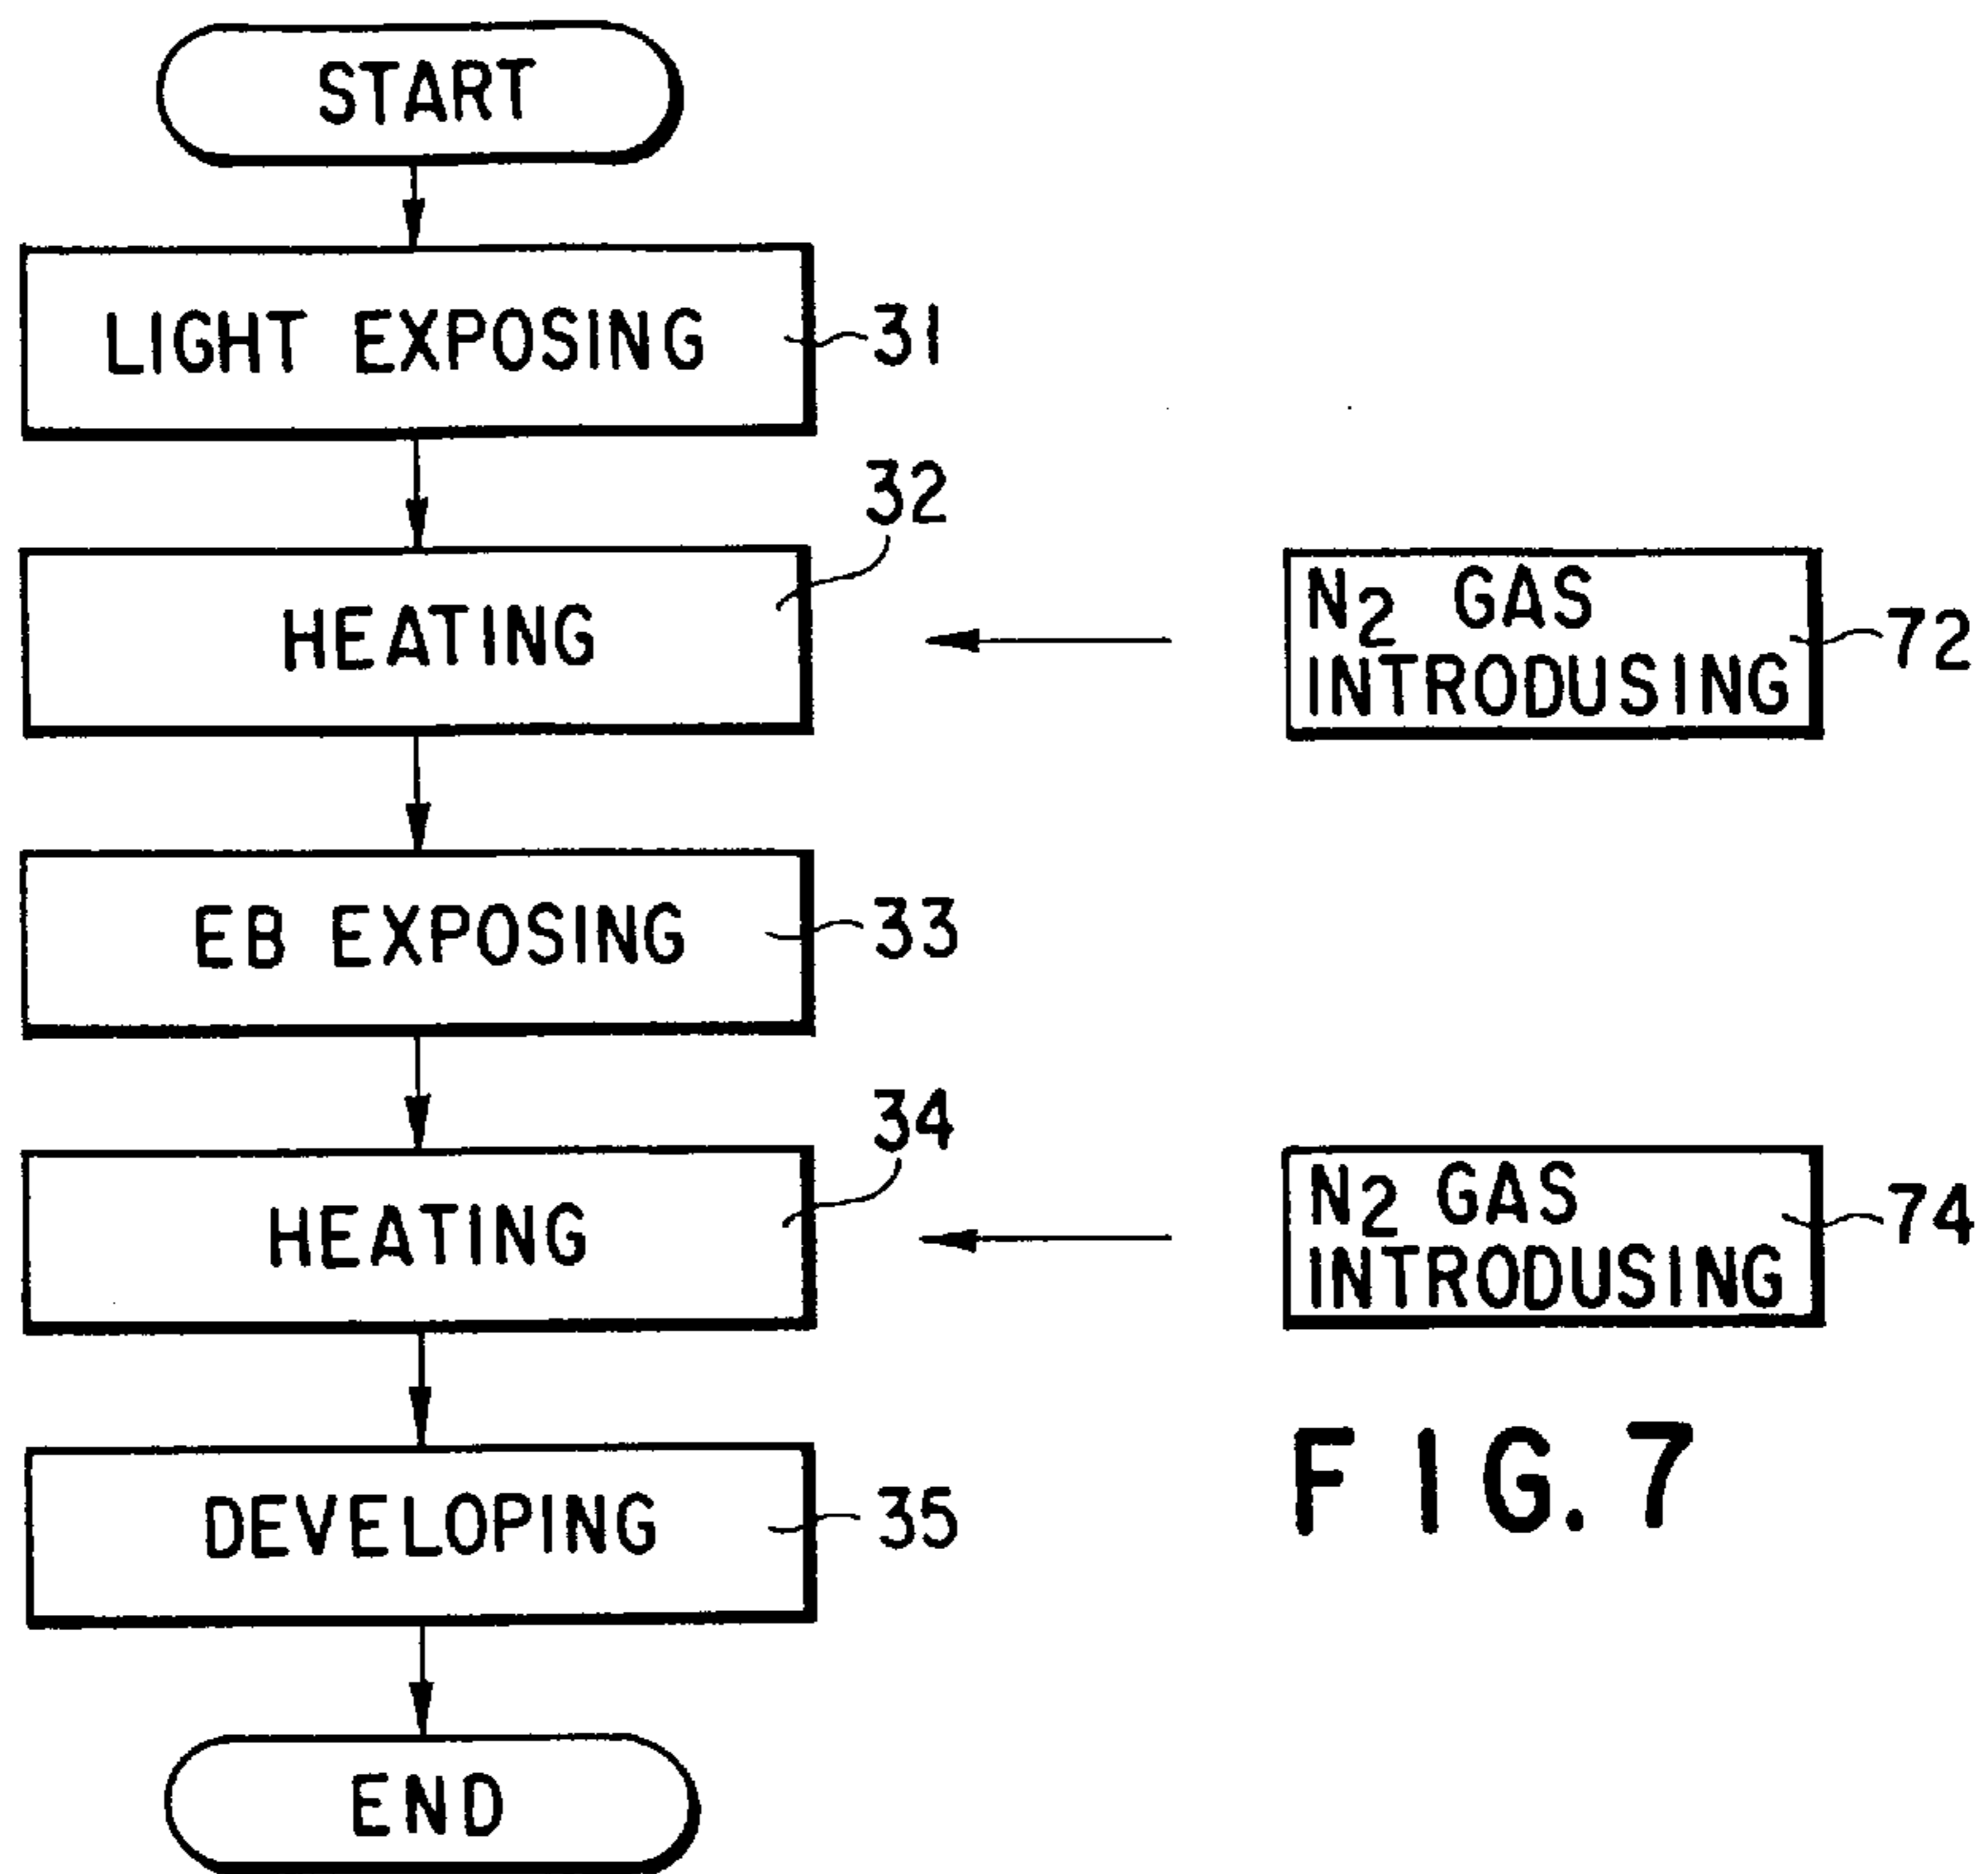 START
LIGHT EXPOSING
31
32
HEATING
N2 GAS
INTRODUSING
72
EB EXPOSING
33
34
HEATING
N2 GAS
INTRODUSING
74
DEVELOPING
35
FIG. 7
END